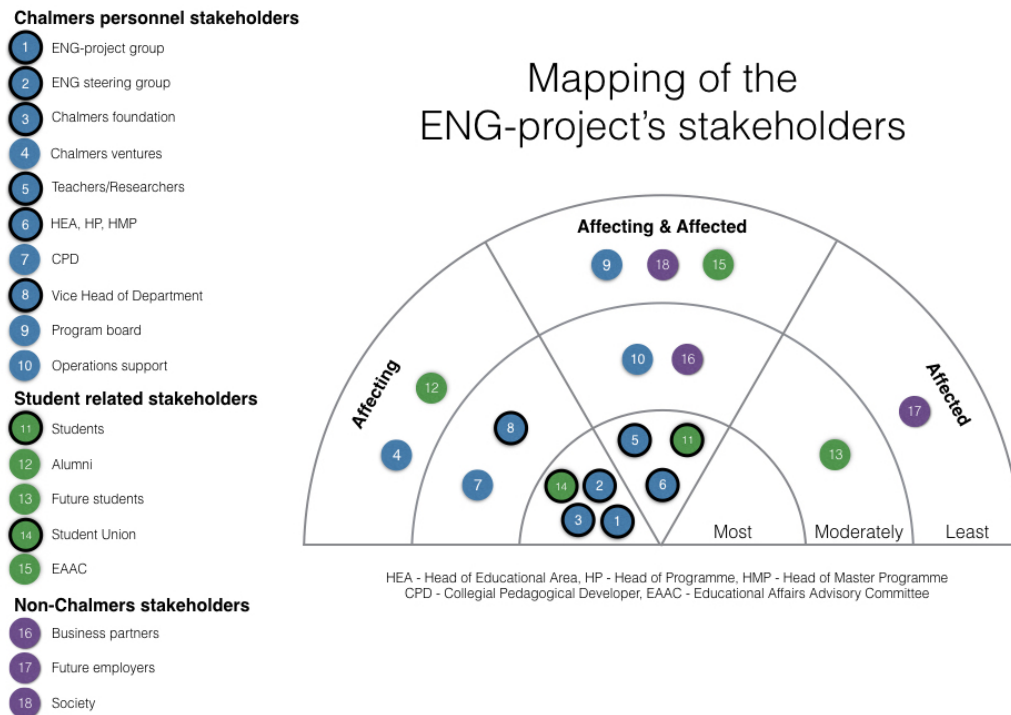 Chalmers personnel stakeholders
1 ENG-project group
2 ENG steering group
3 Chalmers foundation
4 Chalmers ventures
5 Teachers/Researchers
6 HEA, HP, HMP
7 CPD
8 Vice Head of Department
9 Program board
10 Operations support
Student related stakeholders
11 Students
12 Alumni
13 Future students
14 Student Union
15 EAAC
Non-Chalmers stakeholders
16 Business partners
17 Future employers
18 Society
Mapping of the
ENG-project's stakeholders
Affecting & Affected
9 18 15
10 16
5 11
6
Affecting
12
4
8
7
14 2
3 1
Affected
17
13
Most Moderately Least
HEA - Head of Educational Area, HP - Head of Programme, HMP - Head of Master Programme
CPD - Collegial Pedagogical Developer, EAAC - Educational Affairs Advisory Committee